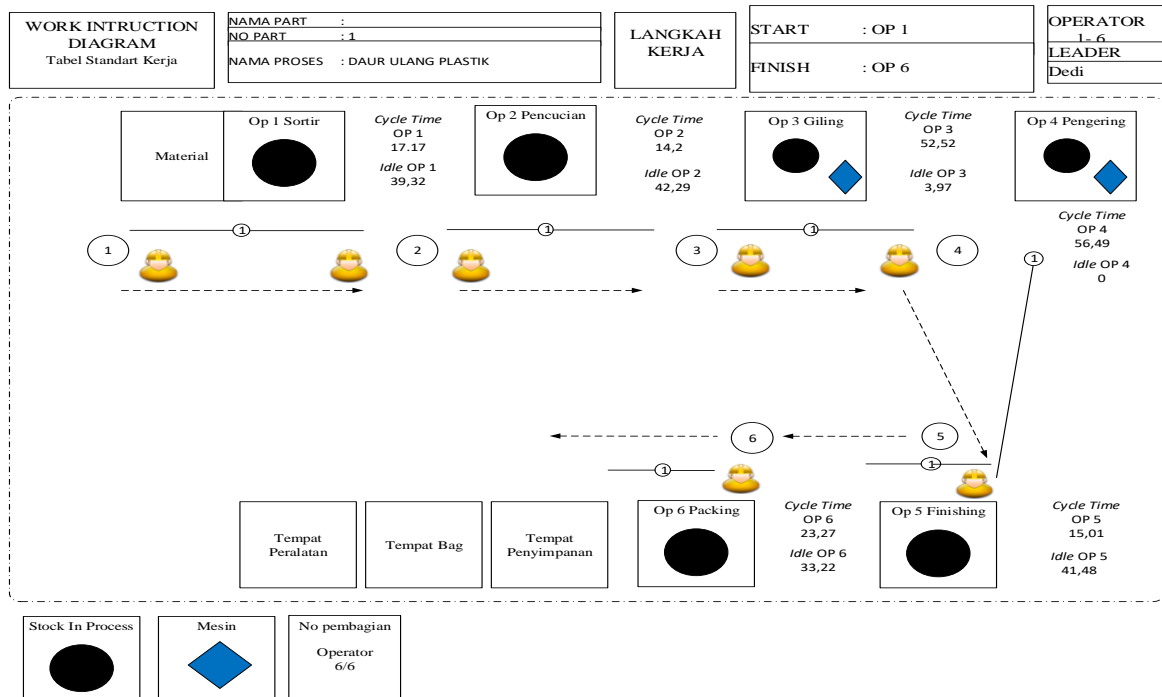 WORK INTRUCTION
DIAGRAM
Tabel Standart Kerja
NAMA PART :
NO PART : 1
NAMA PROSES : DAUR ULANG PLASTIK
LANGKAH
KERJA
START : OP 1
FINISH : OP 6
OPERATOR
1- 6
LEADER
Dedi
Material
Op 1 Sortir
Cycle Time
OP 1
17.17
Idle OP 1
39,32
Op 2 Pencucian
Cycle Time
OP 2
14,2
Idle OP 2
42,29
Op 3 Giling
Cycle Time
OP 3
52,52
Idle OP 3
3,97
Op 4 Pengering
Cycle Time
OP 4
56,49
Idle OP 4
0
1
1
2
1
3
1
4
1
6
5
1
1
Tempat
Peralatan
Tempat Bag
Tempat
Penyimpanan
Op 6 Packing
Cycle Time
OP 6
23,27
Idle OP 6
33,22
Op 5 Finishing
Cycle Time
OP 5
15,01
Idle OP 5
41,48
Stock In Process
Mesin
No pembagian
Operator
6/6